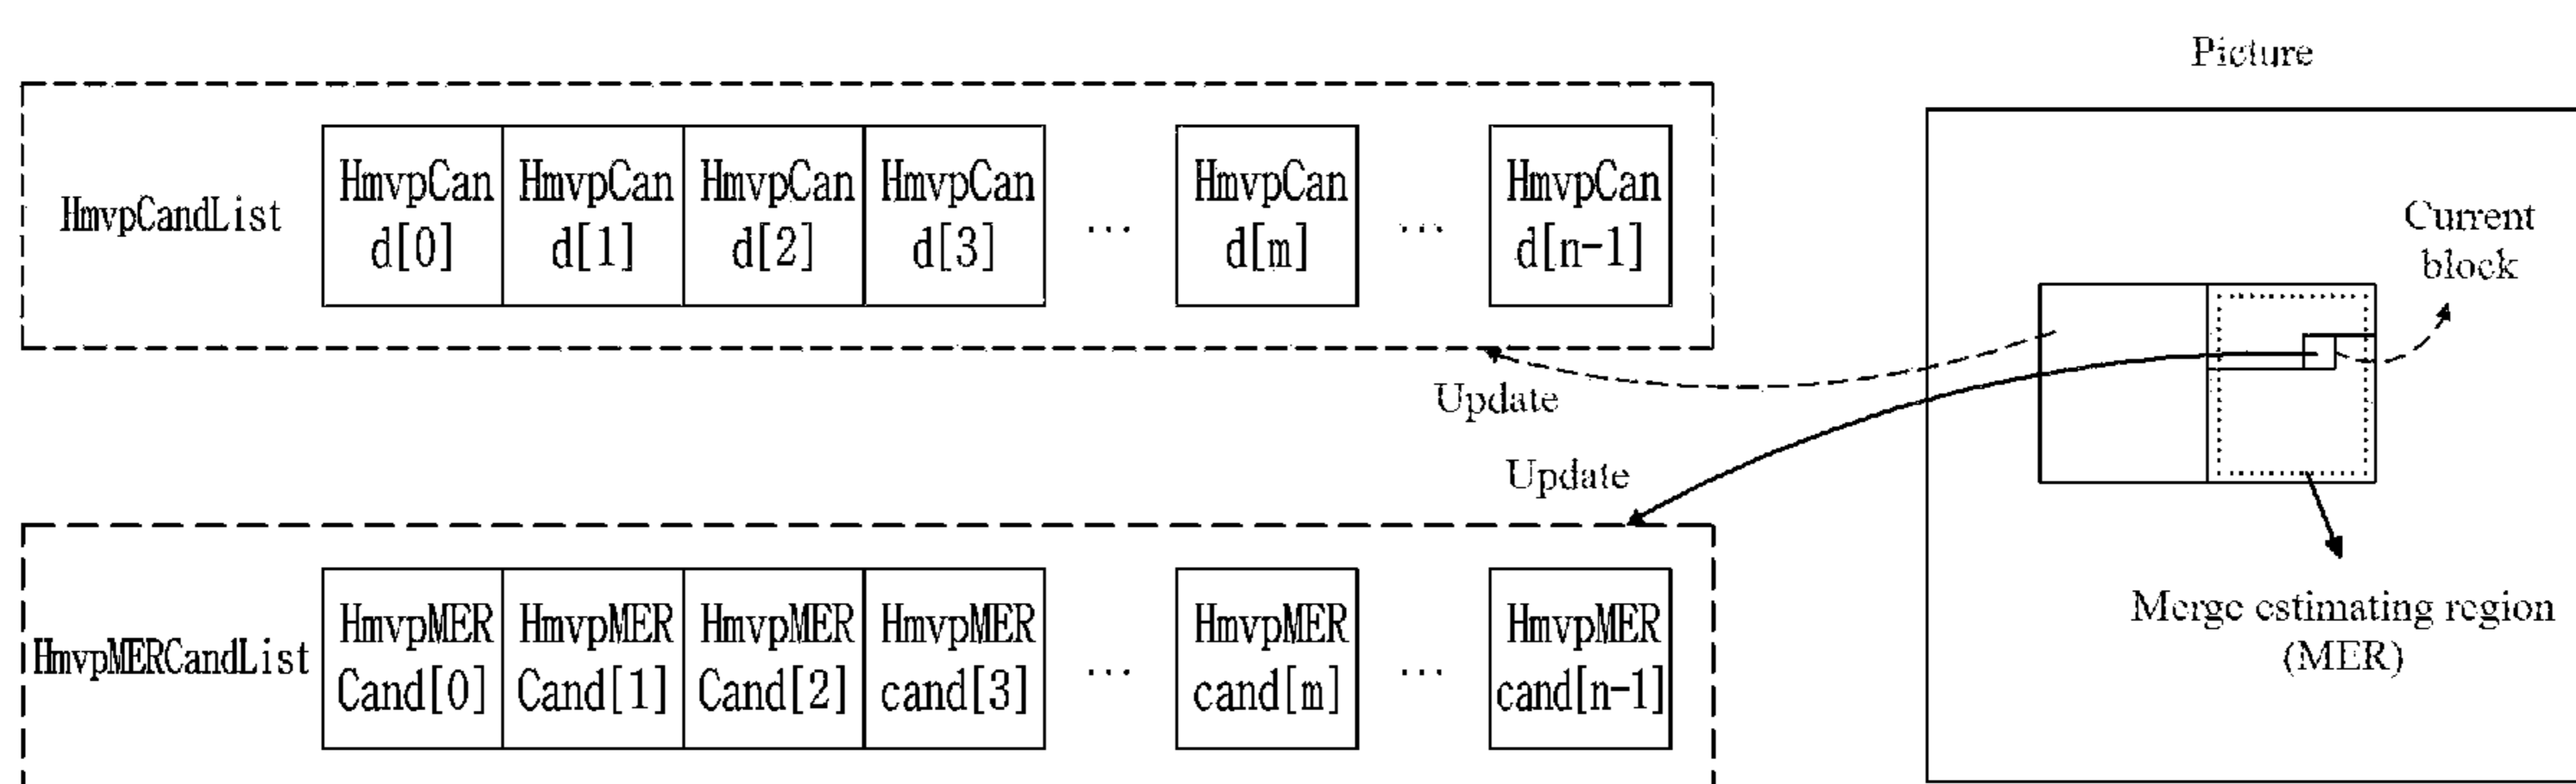 Picture
HmvpCandList
HmvpCan
d[0]
HmvpCan
d[1]
HmvpCan
d[2]
HmvpCan
d[3]
...
HmvpCan
d[m]
...
HmvpCan
d[n-1]
Current
block
Update
Update
HmvpMERCandList
HmvpMER
Cand[0]
HmvpMER
Cand[1]
HmvpMER
Cand[2]
HmvpMER
cand[3]
...
HmvpMER
cand[m]
...
HmvpMER
cand[n-1]
Merge estimating region
(MER)